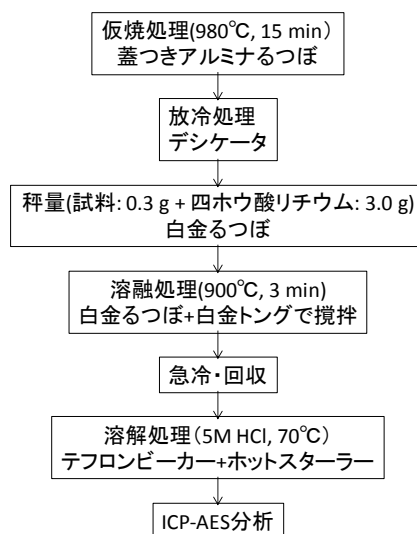 仮焼処理(980℃, 15 min)
蓋つきアルミナるつぼ
放冷処理
デシケータ
秤量(試料: 0.3 g + 四ホウ酸リチウム: 3.0 g)
白金るつぼ
溶融処理(900℃, 3 min)
白金るつぼ+白金トングで撹拌
急冷・回収
溶解処理(5M HCl, 70℃)
テフロンビーカー+ホットスターラー
ICP-AES分析